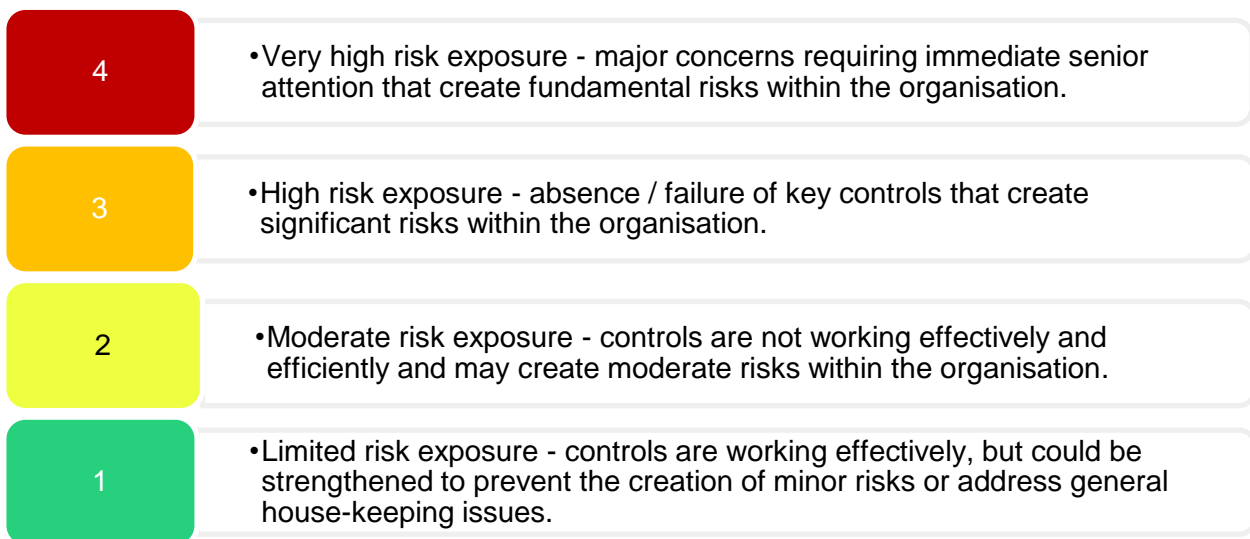 4
•Very high risk exposure - major concerns requiring immediate senior
attention that create fundamental risks within the organisation.
3
•High risk exposure - absence / failure of key controls that create
significant risks within the organisation.
2
•Moderate risk exposure - controls are not working effectively and
efficiently and may create moderate risks within the organisation.
1
•Limited risk exposure - controls are working effectively, but could be
strengthened to prevent the creation of minor risks or address general
house-keeping issues.